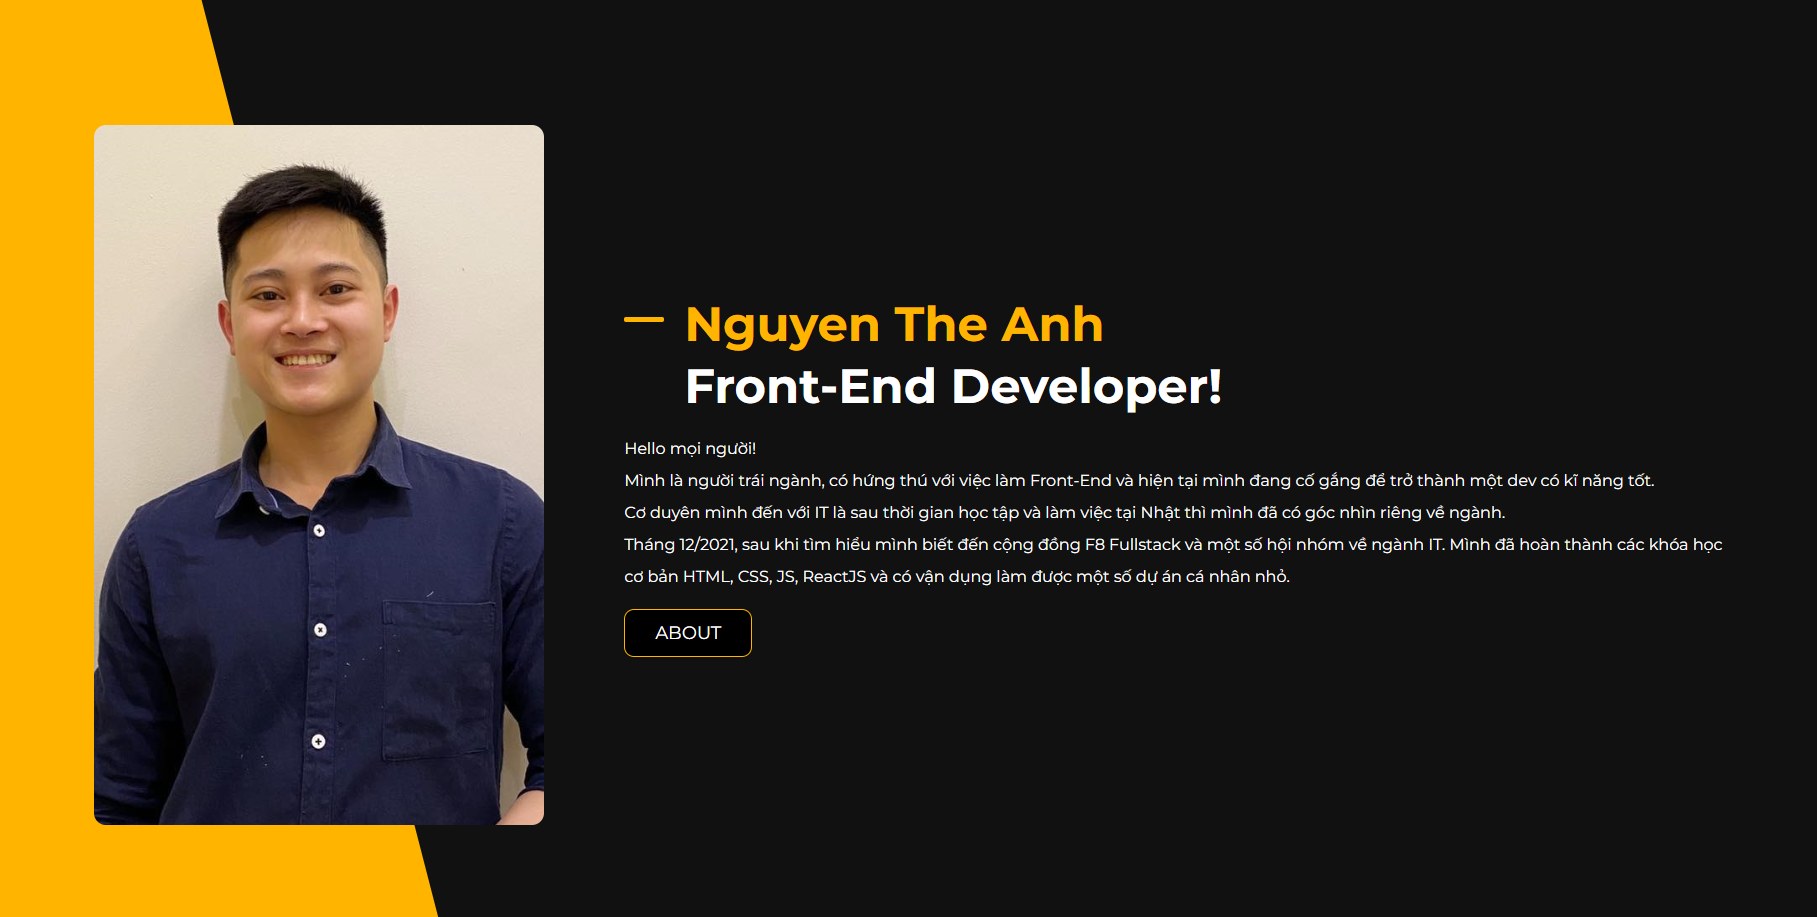 Nguyen The Anh
Front-End Developer!
Hello mọi người!
Mình là người trái ngành, có hứng thú với việc làm Front-End và hiện tại mình đang cố gắng để trở thành một dev có kĩ năng tốt.
Cơ duyên mình đến với IT là sau thời gian học tập và làm việc tại Nhật thì mình đã có góc nhìn riêng về ngành.
Tháng 12/2021, sau khi tìm hiểu mình biết đến cộng đồng F8 Fullstack và một số hội nhóm về ngành IT. Mình đã hoàn thành các khóa học
cơ bản HTML, CSS, JS, ReactJS và có vận dụng làm được một số dự án cá nhân nhỏ.
ABOUT